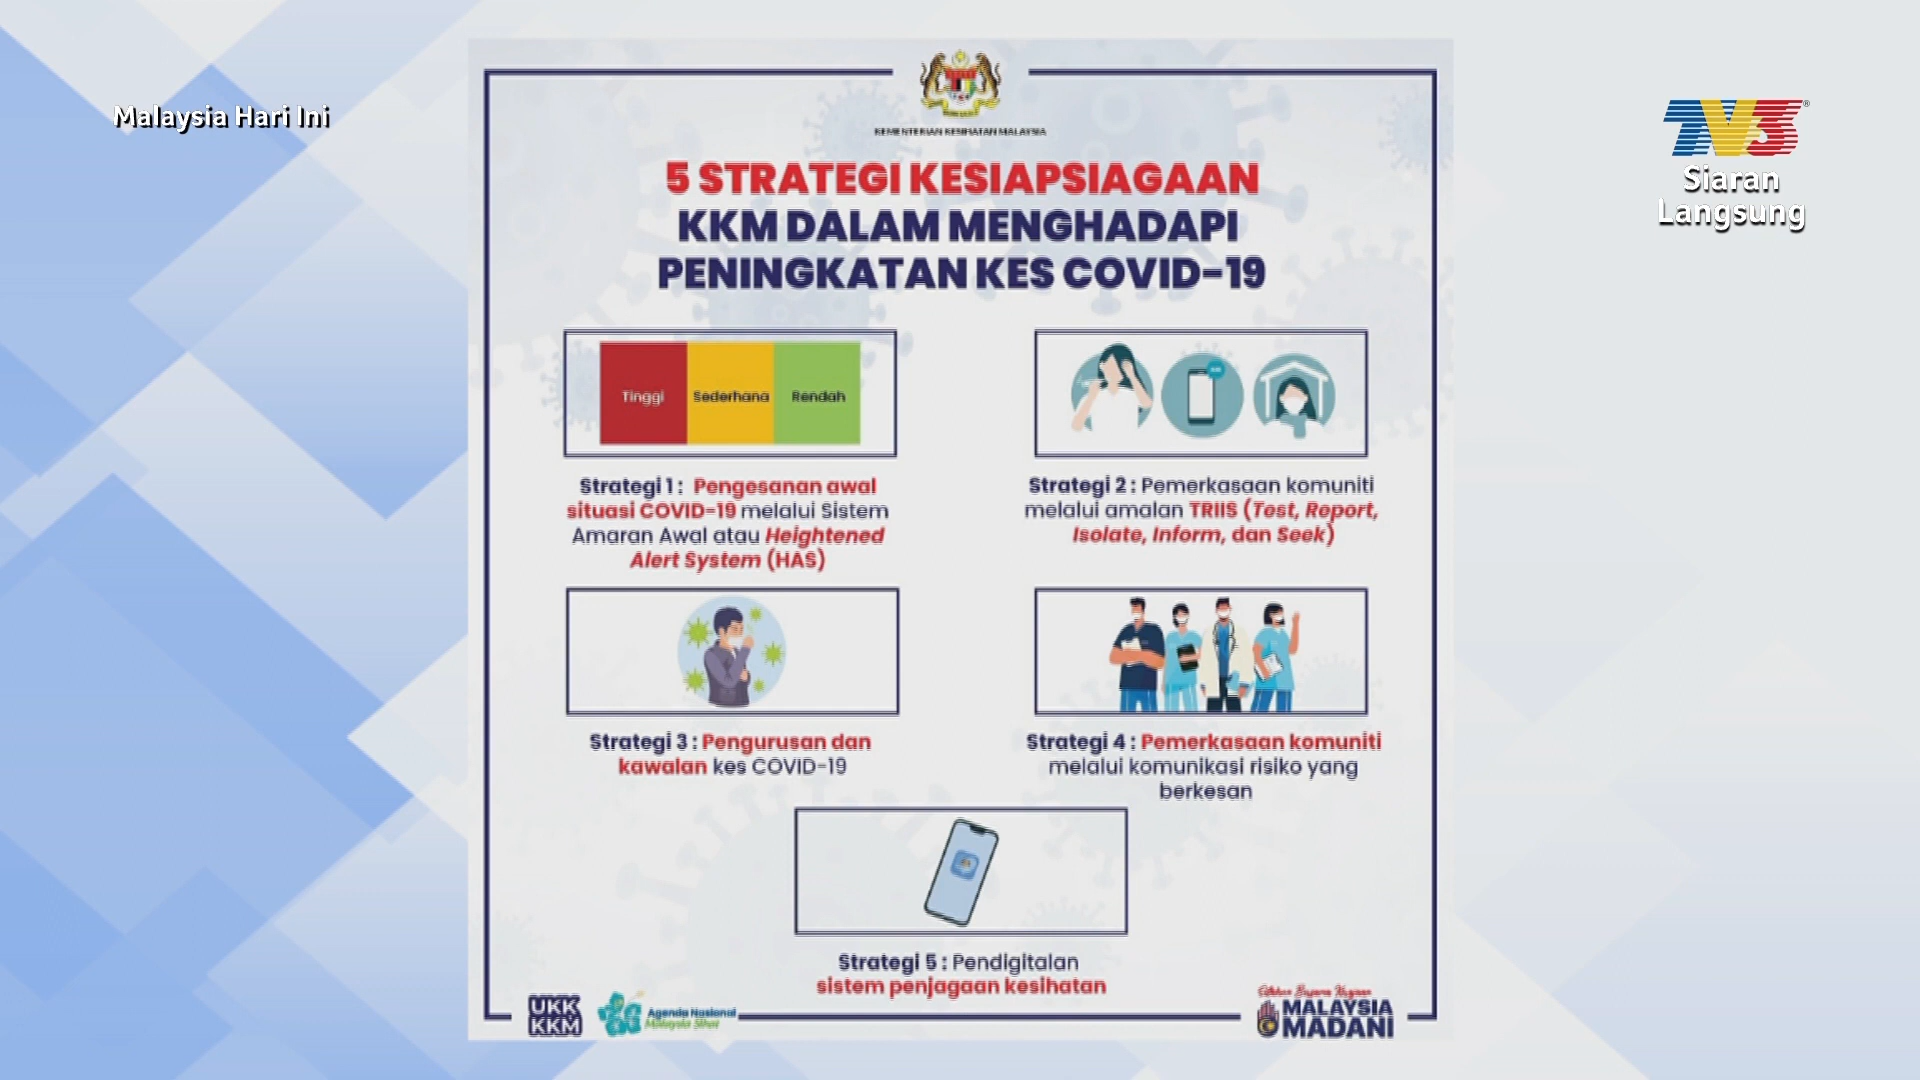 Malaysia Hari Ini
TV3
Siaran
Langsung
KEMENTERIAN KESIHATAN MALAYSIA
5 STRATEGI KESIAPSIAGAAN
KKM DALAM MENGHADAPI
PENINGKATAN KES COVID-19
Tinggi
Sederhana
Rendah
Strategi 1 : Pengesanan awal
situasi COVID-19 melalui Sistem
Amaran Awal atau Heightened
Alert System (HAS)
Strategi 2 : Pemerkasaan komuniti
melalui amalan TRIIS (Test, Report,
Isolate, Inform, dan Seek)
Strategi 3 : Pengurusan dan
kawalan kes COVID-19
Strategi 4 : Pemerkasaan komuniti
melalui komunikasi risiko yang
berkesan
Strategi 5 : Pendigitalan
sistem penjagaan kesihatan
UKK
KKM
Agenda Nasional
Malaysia Sihat
MALAYSIA
MADANI